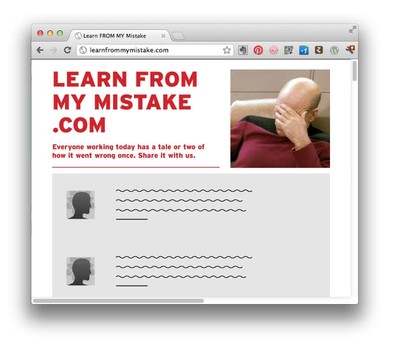 Learn FROM MY Mistake
learnfrommymistake.com
LEARN FROM
MY MISTAKE
.COM
Everyone working today has a tale or two of
how it went wrong once. Share it with us.